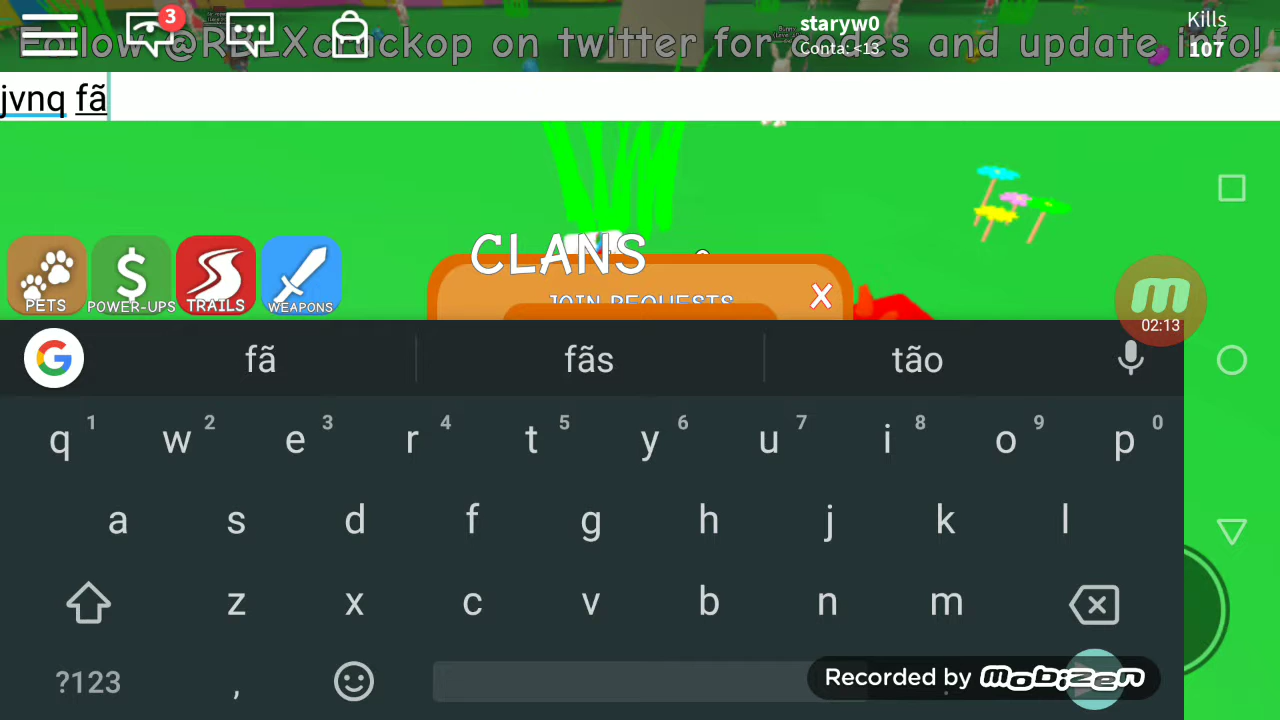 3
staryw0
Conta: <13
Kills
107
Follow @RBLXcrackop on twitter for codes and update info!
jvnq fã
CLANS
JOIN REQUESTS
X
PETS
POWER-UPS
TRAILS
WEAPONS
02:13
G fã fãs tão
q 1 w 2 e 3 r 4 t 5 y 6 u 7 i 8 o 9 p 0
a s d f g h j k l
z x c v b n m
?123 , .
Recorded by mobizen